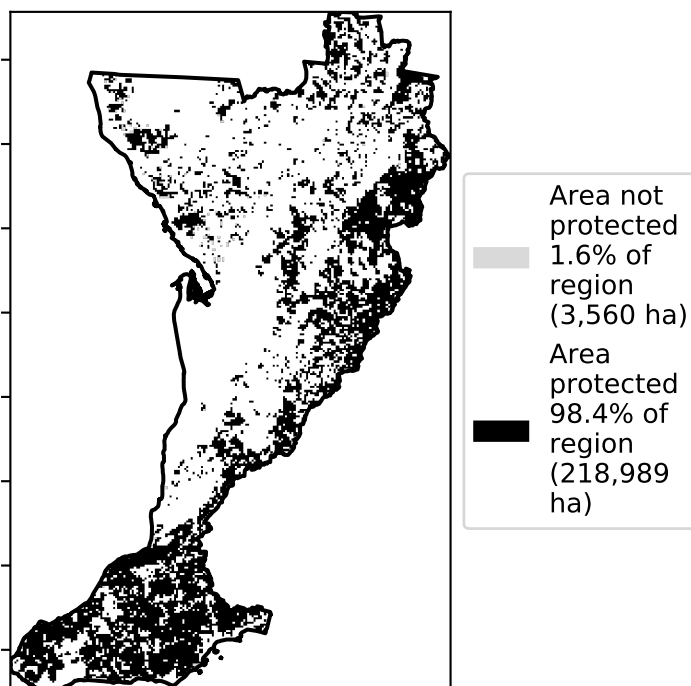 Area not
protected
1.6% of
region
(3,560 ha)
Area
protected
98.4% of
region
(218,989
ha)